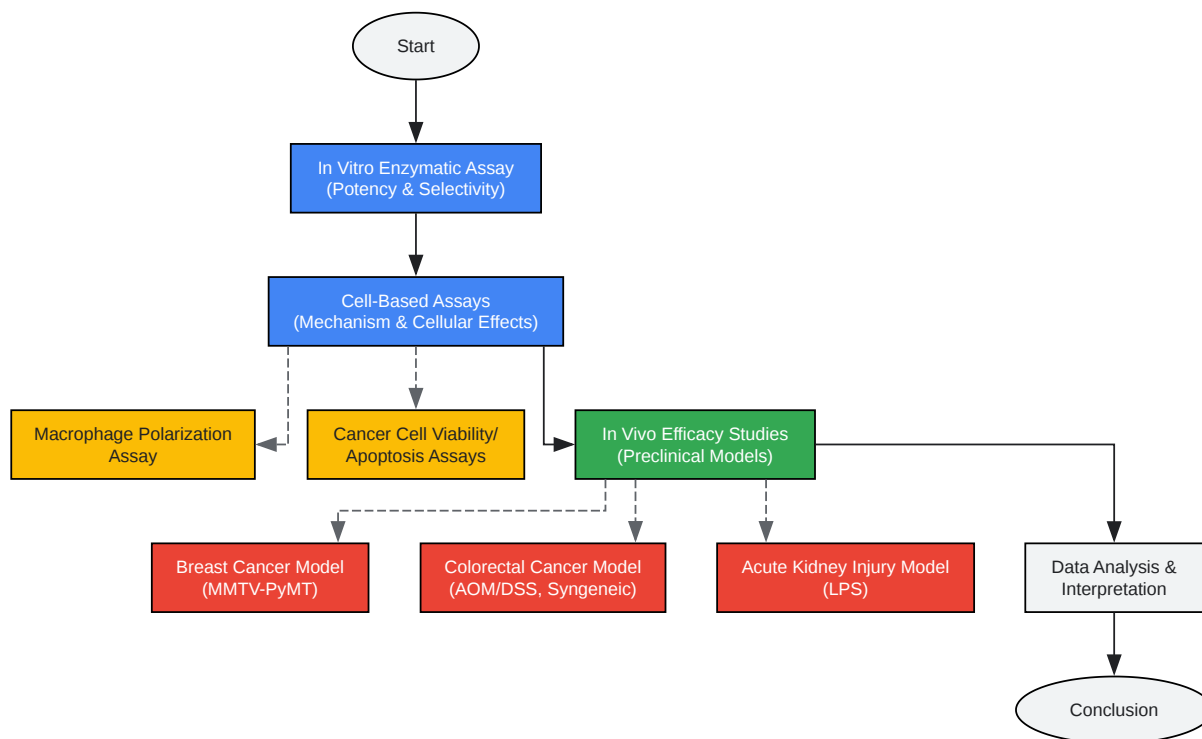 Start
In Vitro Enzymatic Assay
(Potency & Selectivity)
Cell-Based Assays
(Mechanism & Cellular Effects)
Macrophage Polarization
Assay
Cancer Cell Viability/
Apoptosis Assays
In Vivo Efficacy Studies
(Preclinical Models)
Breast Cancer Model
(MMTV-PyMT)
Colorectal Cancer Model
(AOM/DSS, Syngeneic)
Acute Kidney Injury Model
(LPS)
Data Analysis &
Interpretation
Conclusion